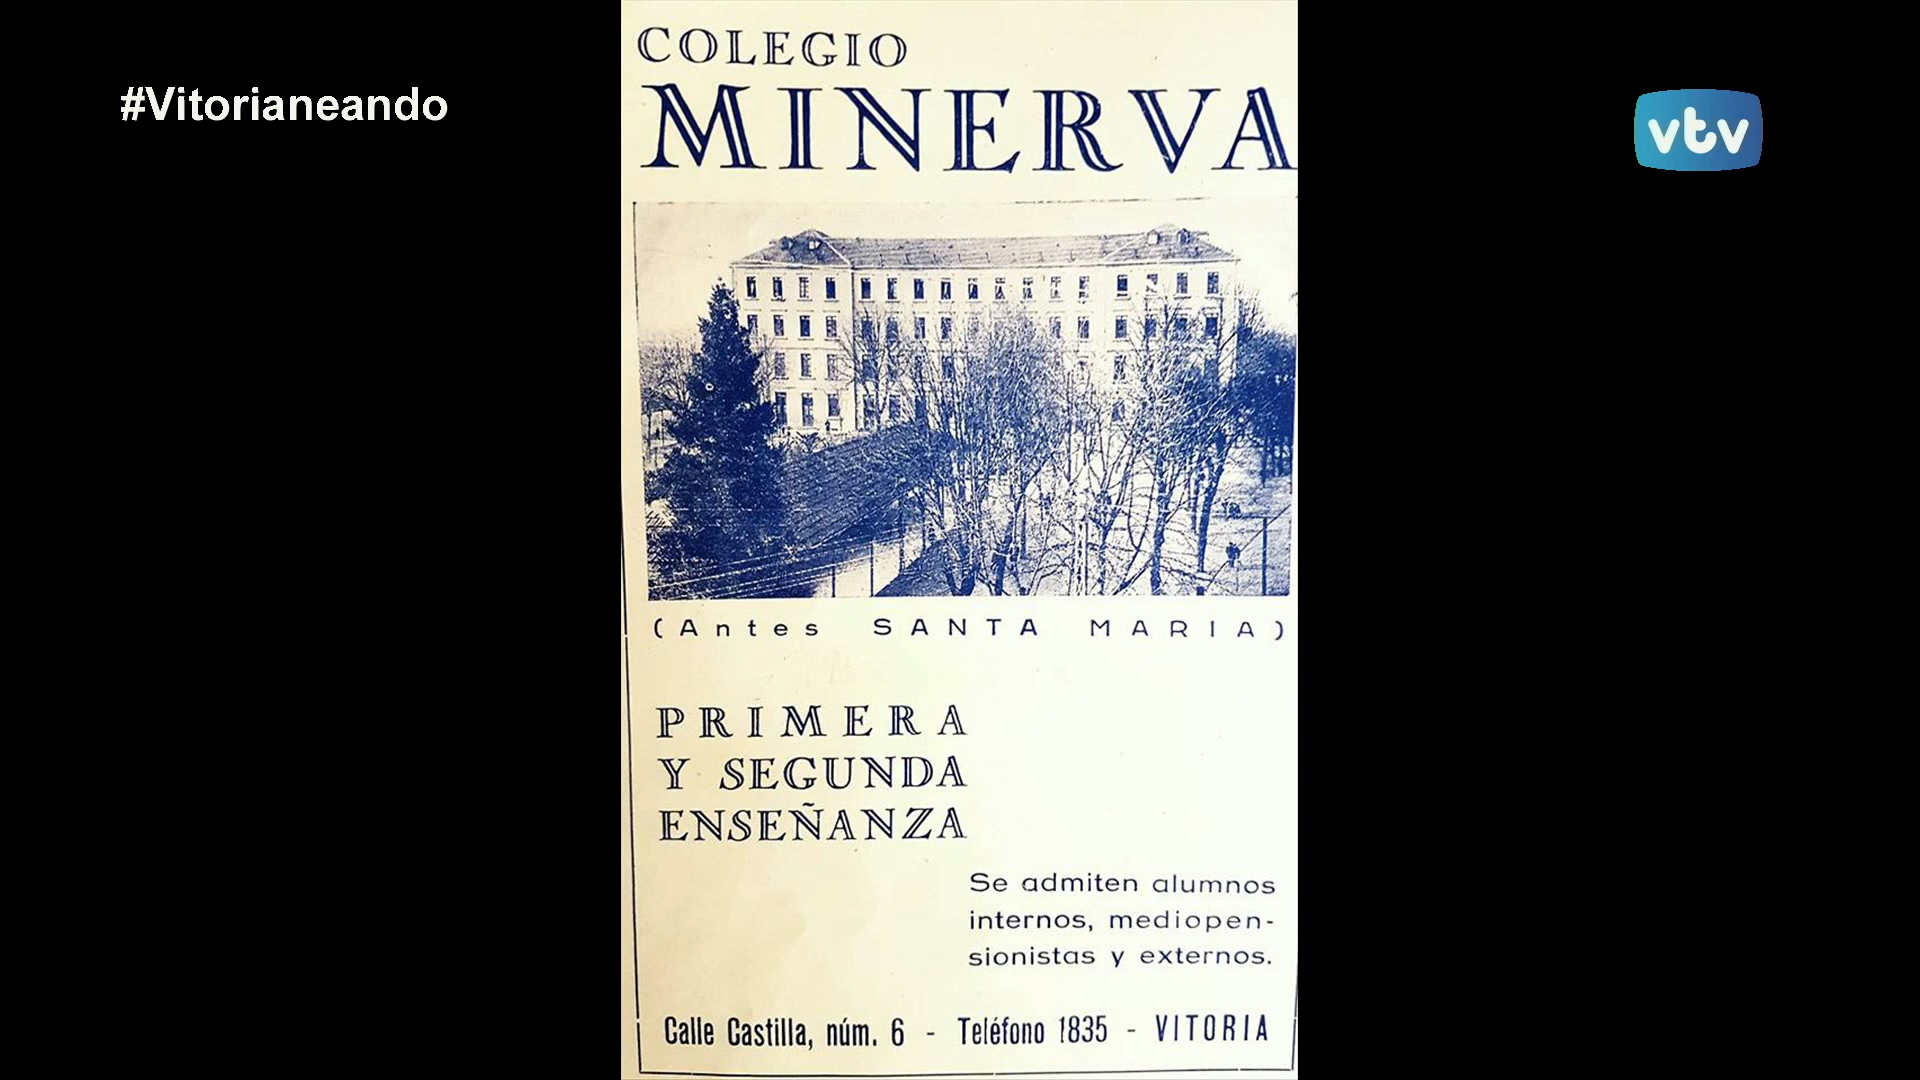 #Vitorianeando
vtv
COLEGIO
MINERVA
(Antes SANTA MARIA)
PRIMERA
Y SEGUNDA
ENSEÑANZA
Se admiten alumnos
internos, mediopen-
sionistas y externos.
Calle Castilla, núm. 6 - Teléfono 1835 - VITORIA